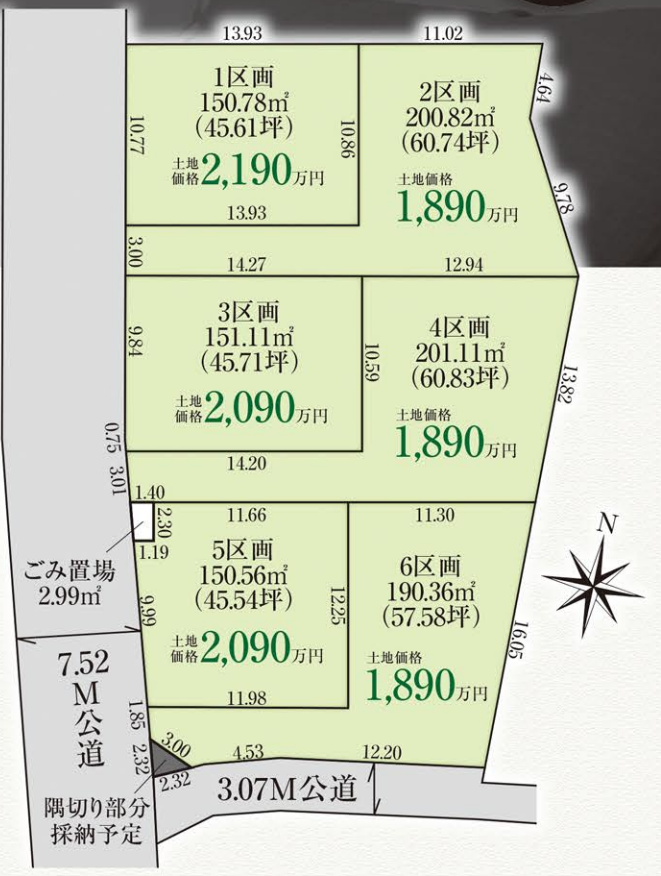 13.93
11.02
4.64
1区画
150.78㎡
(45.61坪)
土地価格2,190万円
10.77
10.86
13.93
2区画
200.82㎡
(60.74坪)
土地価格
1,890万円
9.78
3.00
14.27
12.94
3区画
151.11㎡
(45.71坪)
土地価格2,090万円
9.84
10.59
14.20
4区画
201.11㎡
(60.83坪)
土地価格
1,890万円
13.82
0.75
3.01
1.40
2.30
1.19
ごみ置場
2.99㎡
11.66
11.30
5区画
150.56㎡
(45.54坪)
土地価格2,090万円
9.99
12.25
11.98
6区画
190.36㎡
(57.58坪)
土地価格
1,890万円
16.05
N
7.52M公道
1.85
2.32
3.00
2.32
4.53
12.20
3.07M公道
隅切り部分
採納予定